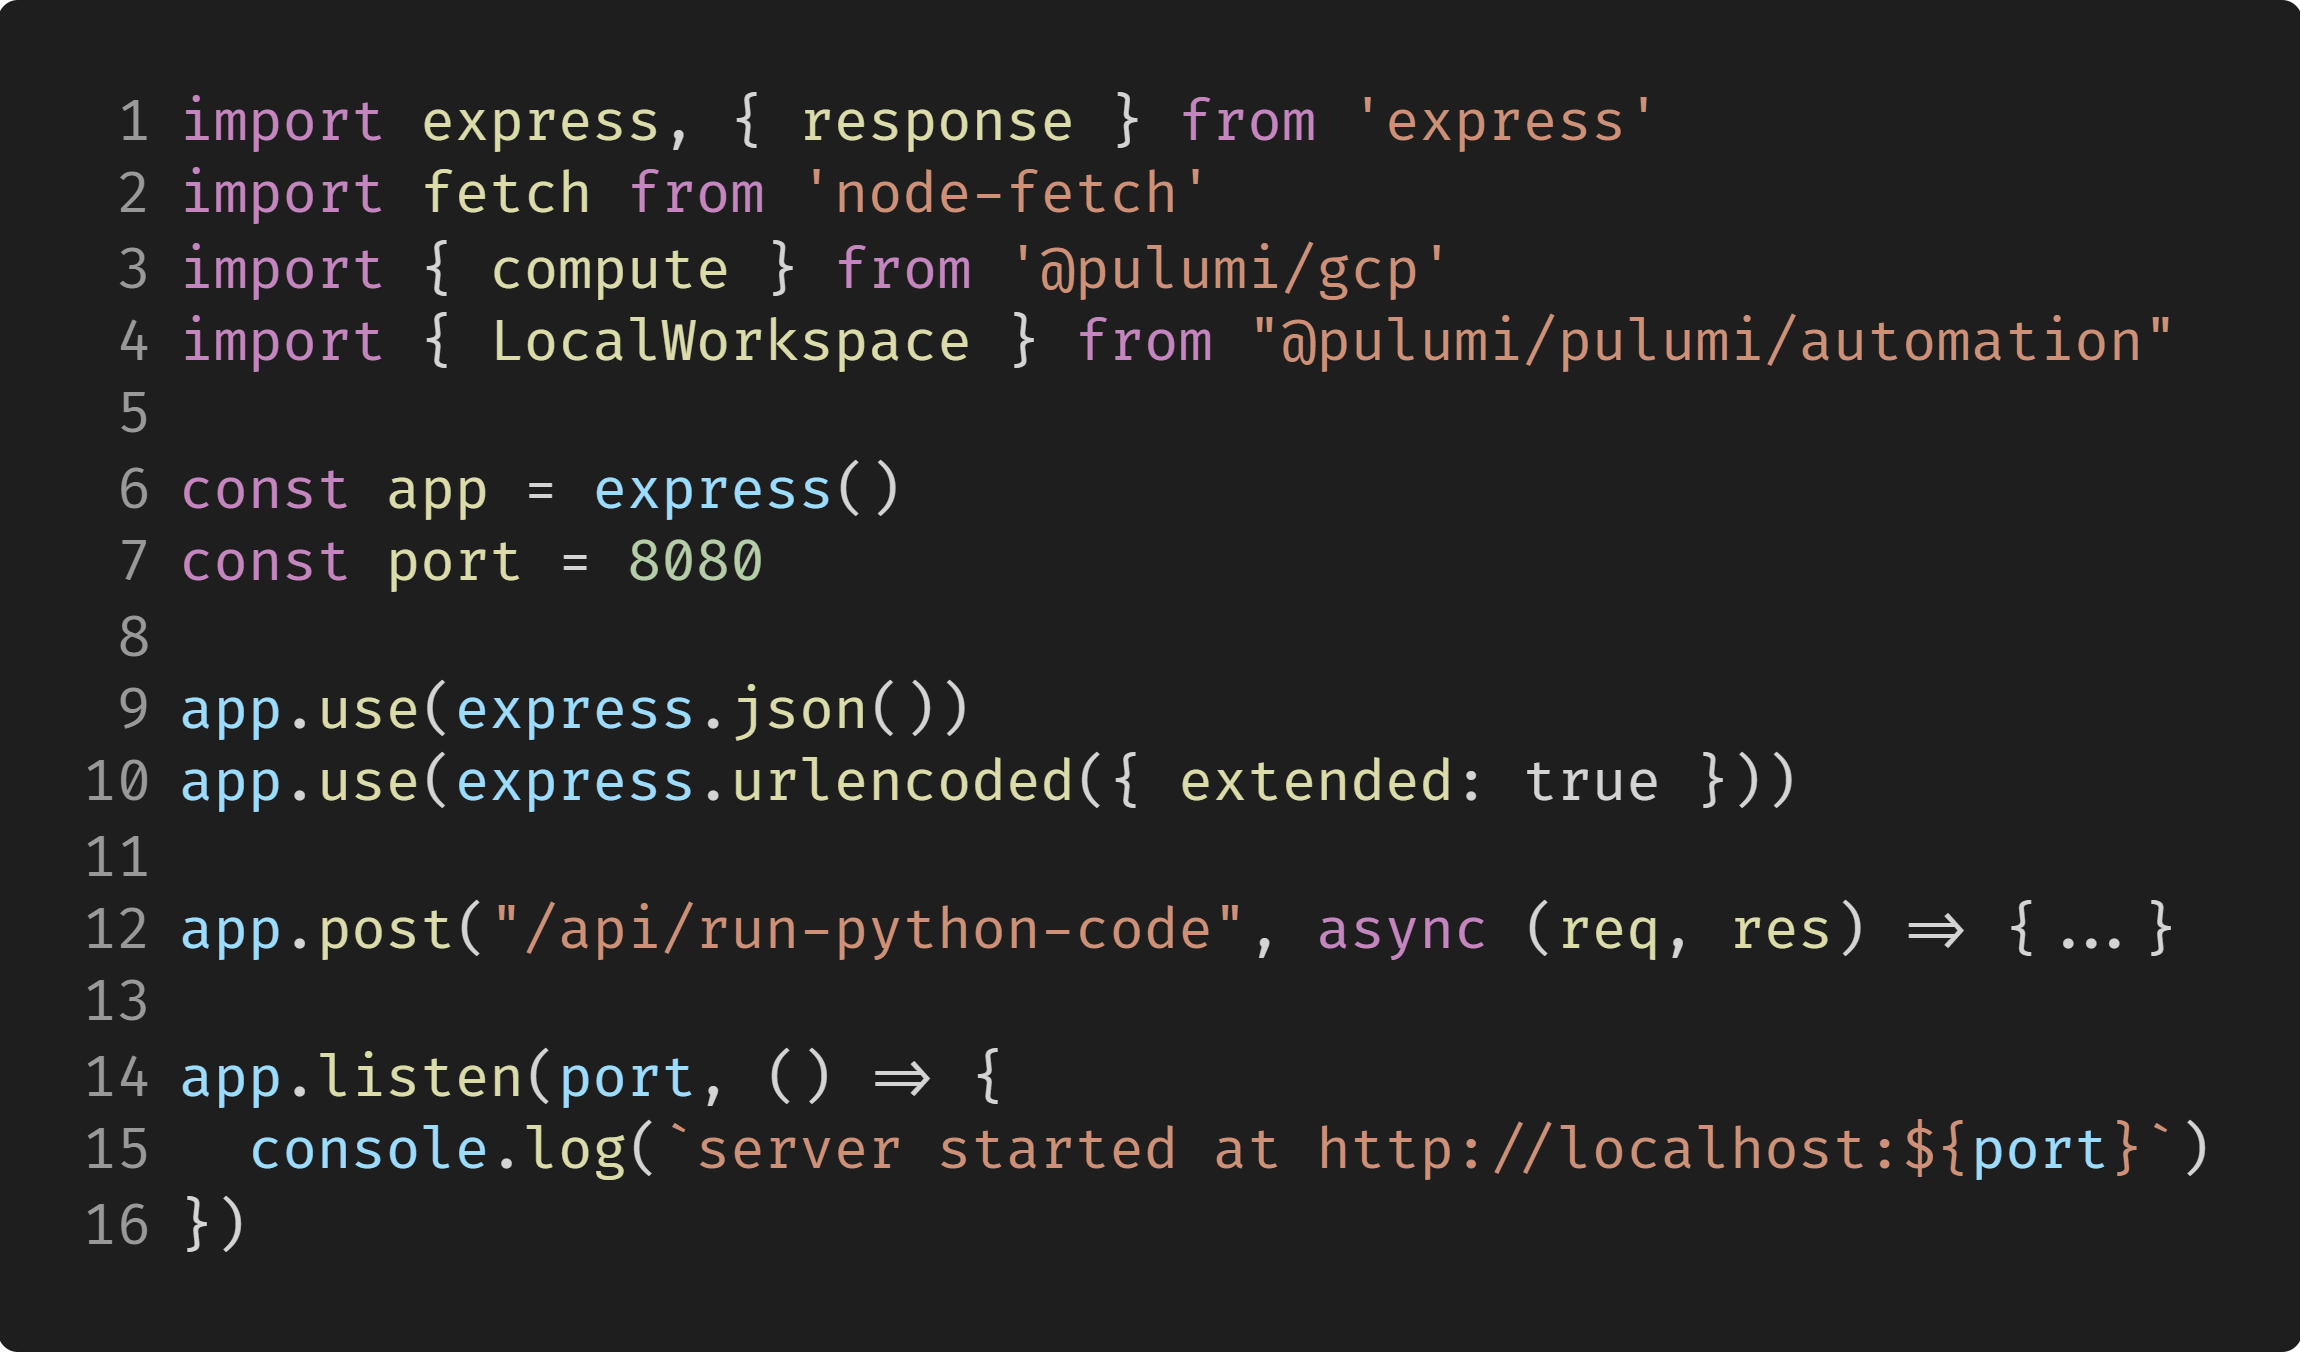 1 import express, { response } from 'express'
2 import fetch from 'node-fetch'
3 import { compute } from '@pulumi/gcp'
4 import { LocalWorkspace } from "@pulumi/pulumi/automation"
5
6 const app = express()
7 const port = 8080
8
9 app.use(express.json())
10 app.use(express.urlencoded({ extended: true }))
11
12 app.post("/api/run-python-code", async (req, res) => {...}
13
14 app.listen(port, () => {
15   console.log(`server started at http://localhost:${port}`)
16 })